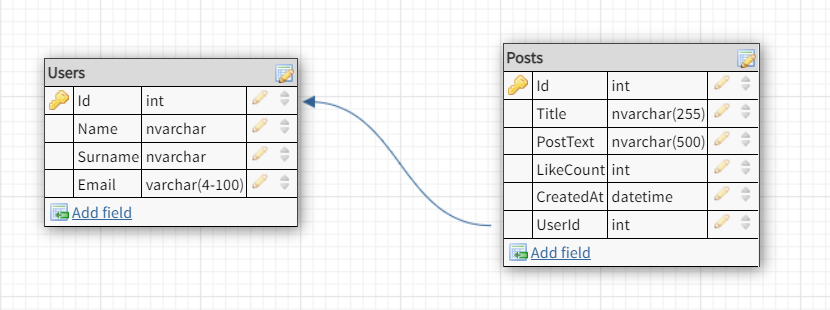 Users
Id int
Name nvarchar
Surname nvarchar
Email varchar(4-100)
Add field
Posts
Id int
Title nvarchar(255)
PostText nvarchar(500)
LikeCount int
CreatedAt datetime
UserId int
Add field